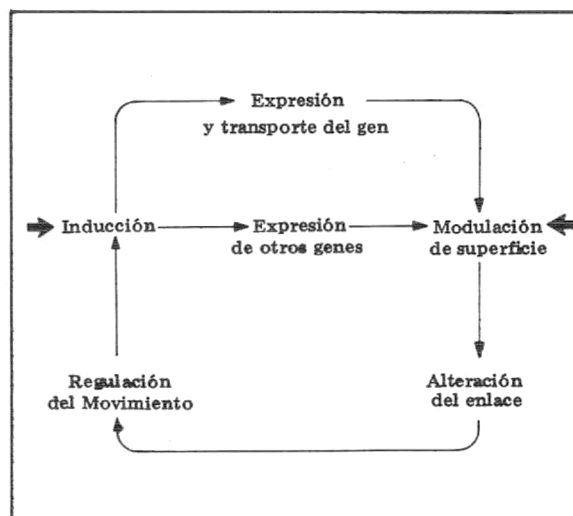 Expresión
y transporte del gen
Inducción
Expresión
de otros genes
Modulación
de superficie
Regulación
del Movimiento
Alteración
del enlace